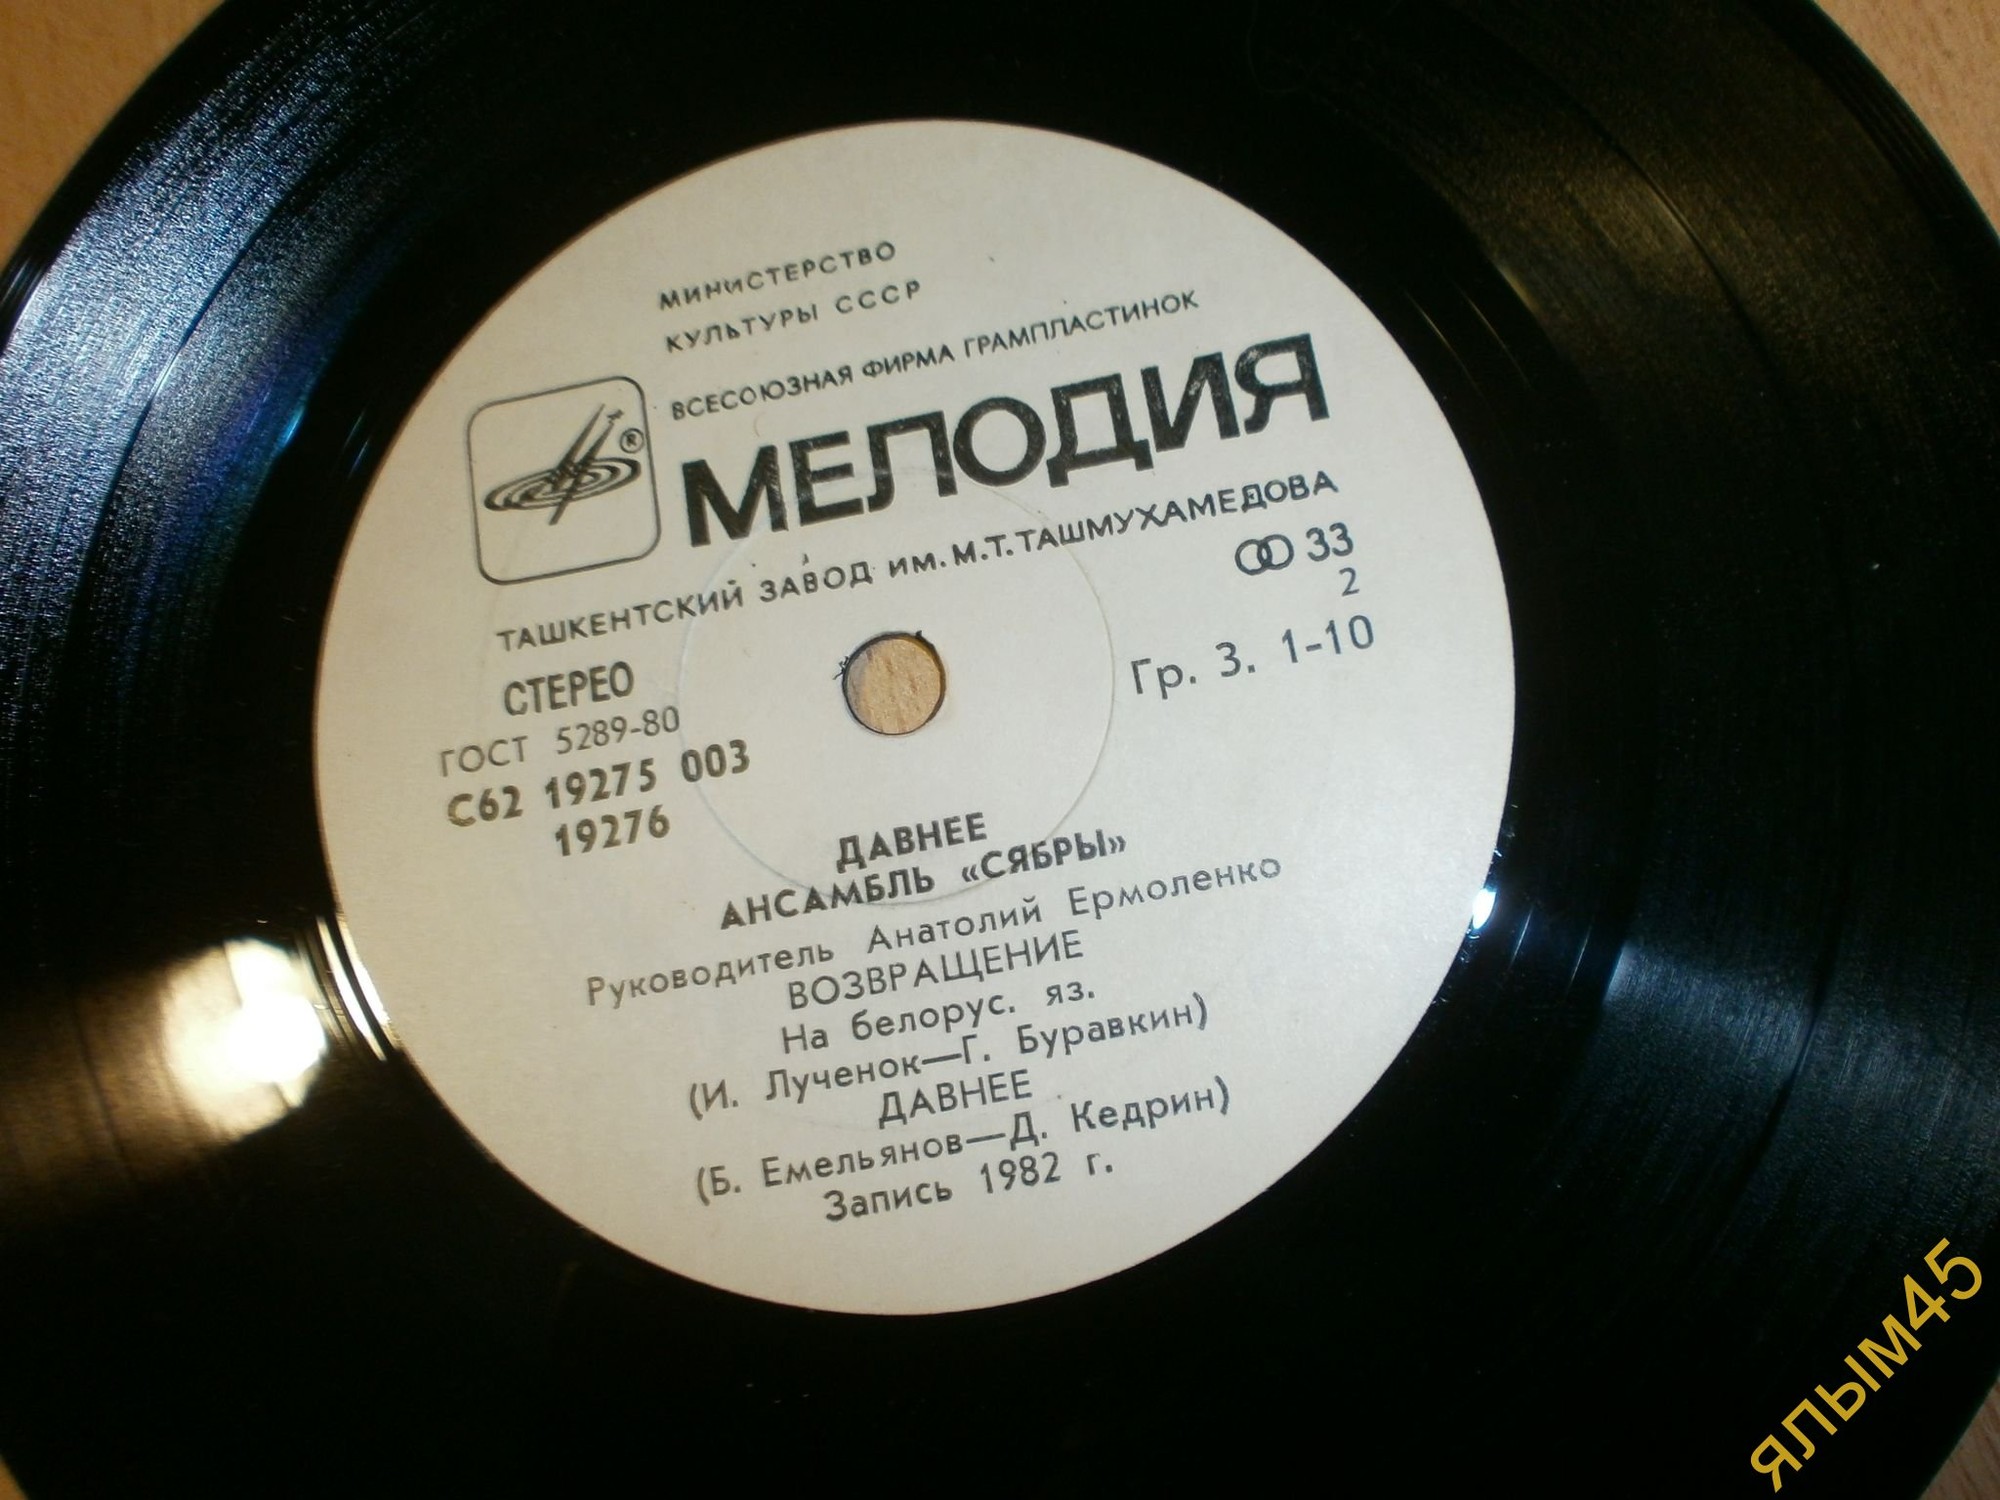 МИНИСТЕРСТВО
КУЛЬТУРЫ СССР
ВСЕСОЮЗНАЯ ФИРМА ГРАМПЛАСТИНОК
МЕЛОДИЯ
®
ТАШКЕНТСКИЙ ЗАВОД ИМ. М.Т. ТАШМУХАМЕДОВА
33
2
СТЕРЕО
Гр. 3. 1-10
ГОСТ 5289-80
С62 19275 003
19276
ДАВНЕЕ
АНСАМБЛЬ «СЯБРЫ»
Руководитель Анатолий Ермоленко
ВОЗВРАЩЕНИЕ
На белорус. яз.
(И. Лученок—Г. Буравкин)
ДАВНЕЕ
(Б. Емельянов—Д. Кедрин)
Запись 1982 г.
ЯЛЫМ45